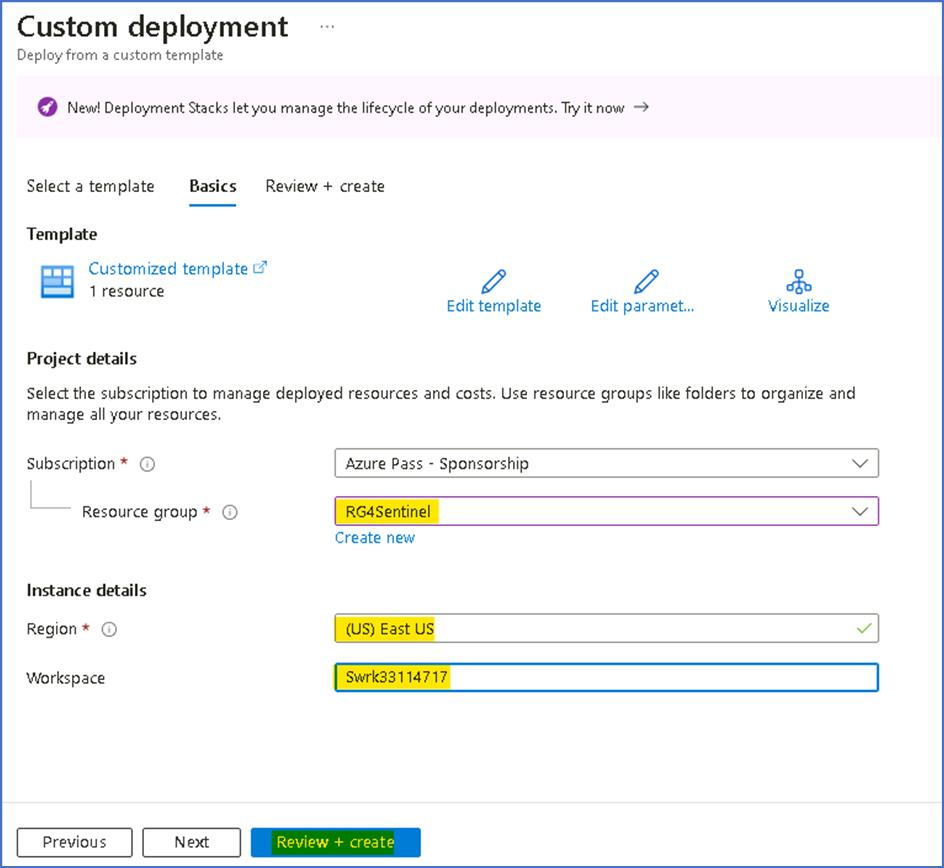 Custom deployment ...
Deploy from a custom template
New! Deployment Stacks let you manage the lifecycle of your deployments. Try it now →
Select a template Basics Review + create
Template
Customized template
1 resource
Edit template Edit paramet... Visualize
Project details
Select the subscription to manage deployed resources and costs. Use resource groups like folders to organize and
manage all your resources.
Subscription * Azure Pass - Sponsorship
Resource group * RG4Sentinel
Create new
Instance details
Region * (US) East US
Workspace Swrk33114717
Previous Next Review + create